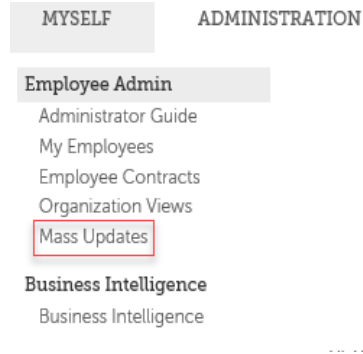 MYSELF ADMINISTRATION
Employee Admin
Administrator Guide
My Employees
Employee Contracts
Organization Views
Mass Updates
Business Intelligence
Business Intelligence